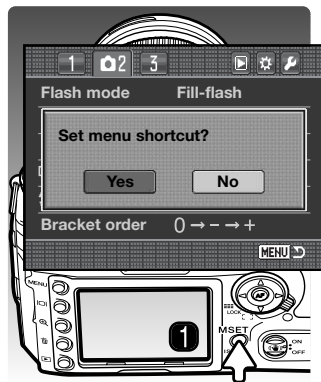 1 2 3
Flash mode Fill-flash
Set menu shortcut?
Yes No
Bracket order 0 → − → +
MENU
MENU
AF
LOCK
MSET
1
ON
OFF